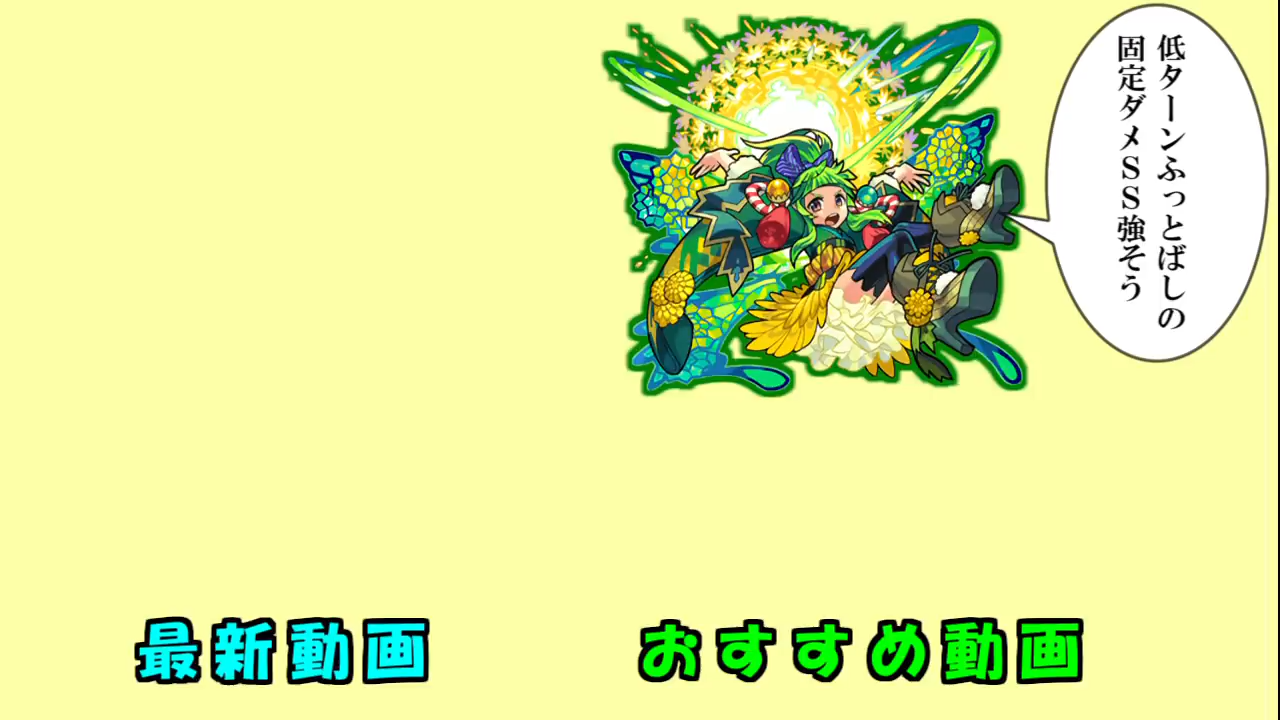 低ターンふっとばしの
固定ダメSS強そう
最新動画
おすすめ動画